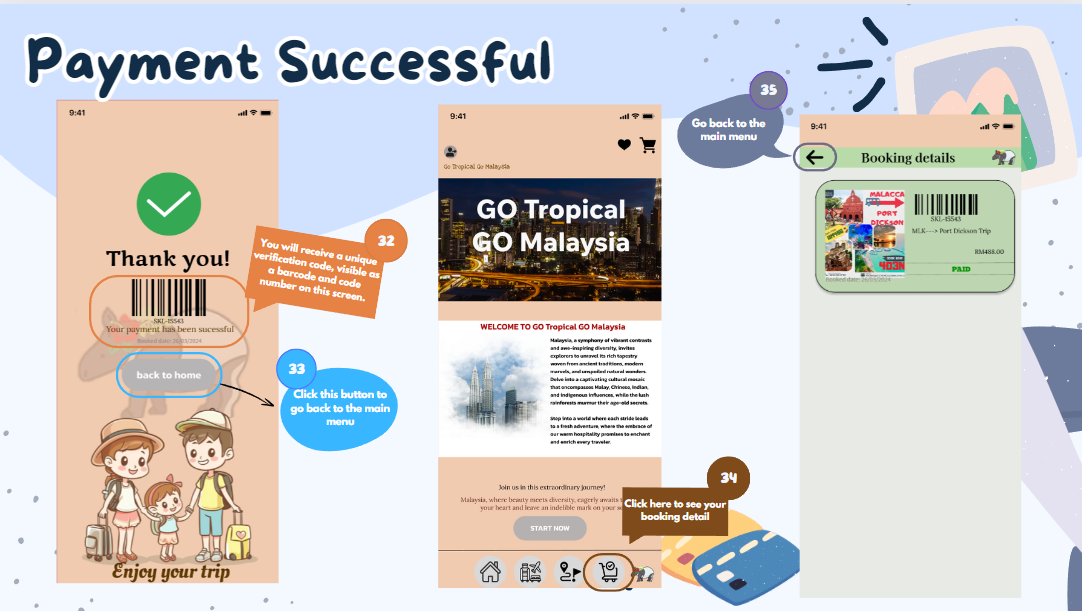 Payment Successful
9:41
Thank you!
SKL-15543
Your payment has been sucessful
Booked date: 26/03/2024
back to home
Enjoy your trip
32
You will receive a unique
verification code, visible as
a barcode and code
number on this screen.
33
Click this button to
go back to the main
menu
9:41
Go Tropical Go Malaysia
GO Tropical
GO Malaysia
WELCOME TO GO Tropical GO Malaysia
Malaysia, a symphony of vibrant contrasts
and awe-inspiring diversity, invites
explorers to unravel its rich tapestry
woven from ancient traditions, modern
marvels, and unspoiled natural wonders.
Delve into a captivating cultural mosaic
that encompasses Malay, Chinese, Indian,
and Indigenous influences, while the lush
rainforests murmur their age-old secrets.
Step into a world where each stride leads
to a fresh adventure, where the embrace of
our warm hospitality promises to enchant
and enrich every traveler.
Join us in this extraordinary journey!
Malaysia, where beauty meets diversity, eagerly awaits
your heart and leave an indelible mark on your
START NOW
34
Click here to see your
booking detail
35
Go back to the
main menu
9:41
Booking details
MALACCA
PORT
DICKSON
403N
Booked date: 26/03/2024
SKL-15543
MLK---> Port Dickson Trip
RM488.00
PAID